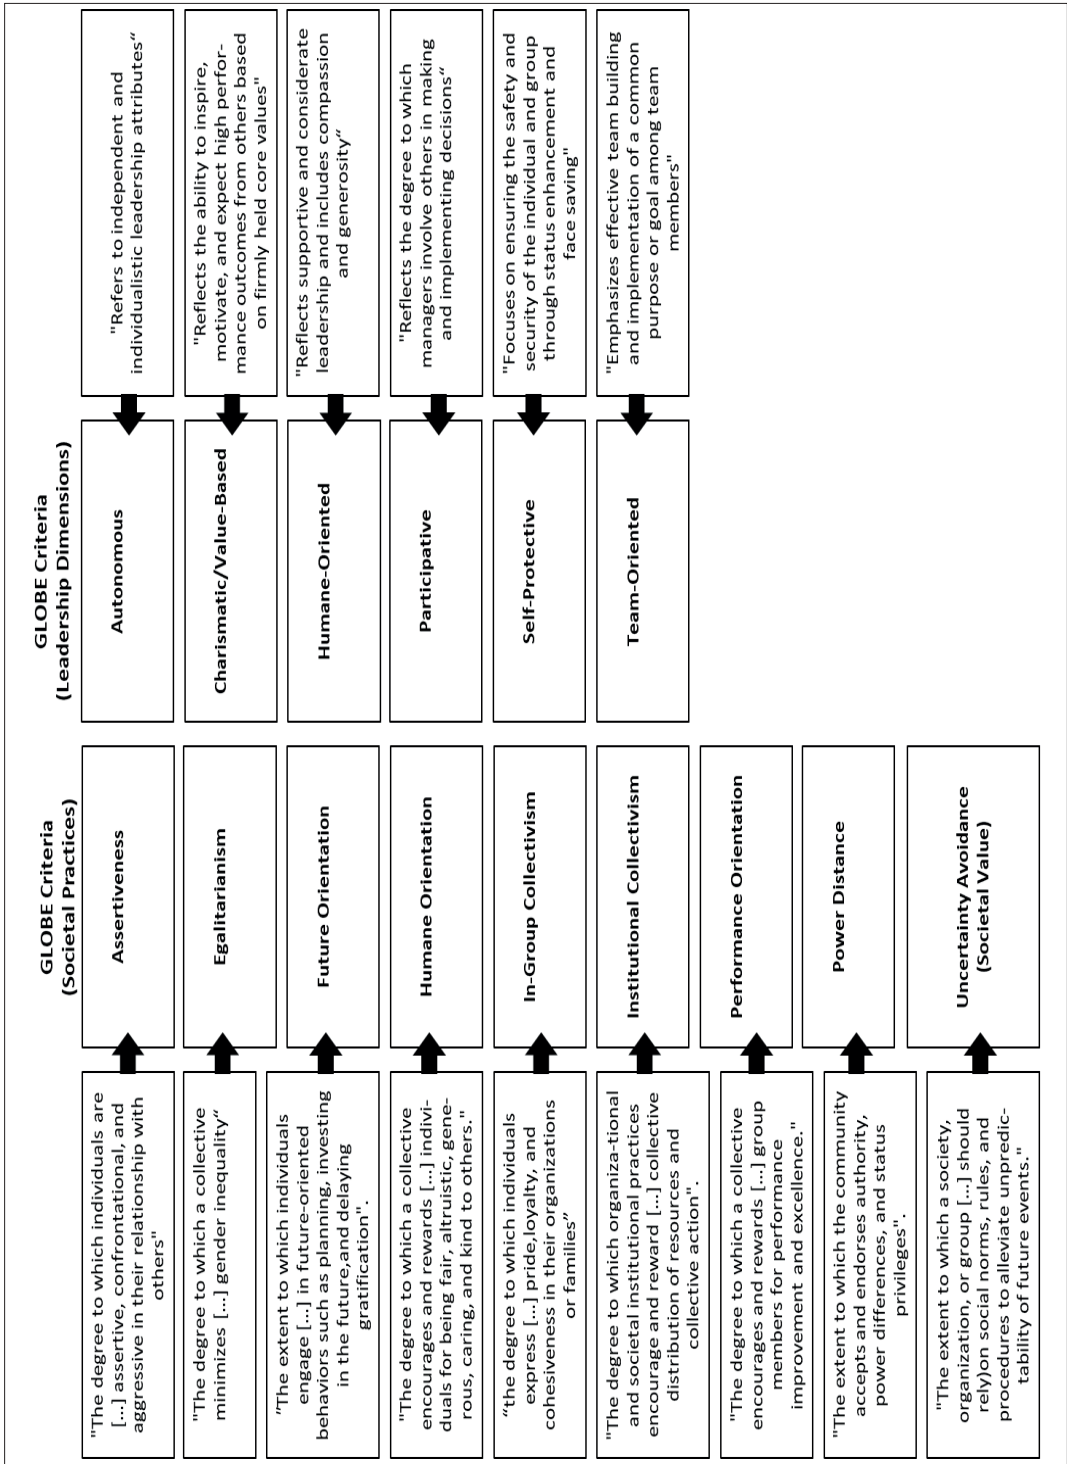 GLOBE Criteria
(Societal Practices)
GLOBE Criteria
(Leadership Dimensions)
"The degree to which individuals are
[...] assertive, confrontational, and
aggressive in their relationship with
others"
Assertiveness
Autonomous
"Refers to independent and
individualistic leadership attributes“
"The degree to which a collective
minimizes [...] gender inequality“
Egalitarianism
Charismatic/Value-Based
"Reflects the ability to inspire,
motivate, and expect high perfor-
mance outcomes from others based
on firmly held core values"
“The extent to which individuals
engage [...] in future-oriented
behaviors such as planning, investing
in the future,and delaying
gratification".
Future Orientation
Humane-Oriented
"Reflects supportive and considerate
leadership and includes compassion
and generosity“
"The degree to which a collective
encourages and rewards [...] indivi-
duals for being fair, altruistic, gene-
rous, caring, and kind to others."
Humane Orientation
Participative
"Reflects the degree to which
managers involve others in making
and implementing decisions“
“the degree to which individuals
express [...] pride,loyalty, and
cohesiveness in their organizations
or families”
In-Group Collectivism
Self-Protective
"Focuses on ensuring the safety and
security of the individual and group
through status enhancement and
face saving"
"The degree to which organiza-tional
and societal institutional practices
encourage and reward [...] collective
distribution of resources and
collective action".
Institutional Collectivism
Team-Oriented
"Emphasizes effective team building
and implementation of a common
purpose or goal among team
members"
"The degree to which a collective
encourages and rewards [...] group
members for performance
improvement and excellence."
Performance Orientation
"The extent to which the community
accepts and endorses authority,
power differences, and status
privileges".
Power Distance
"The extent to which a society,
organization, or group [...] should
rely)on social norms, rules, and
procedures to alleviate unpredic-
tability of future events."
Uncertainty Avoidance
(Societal Value)